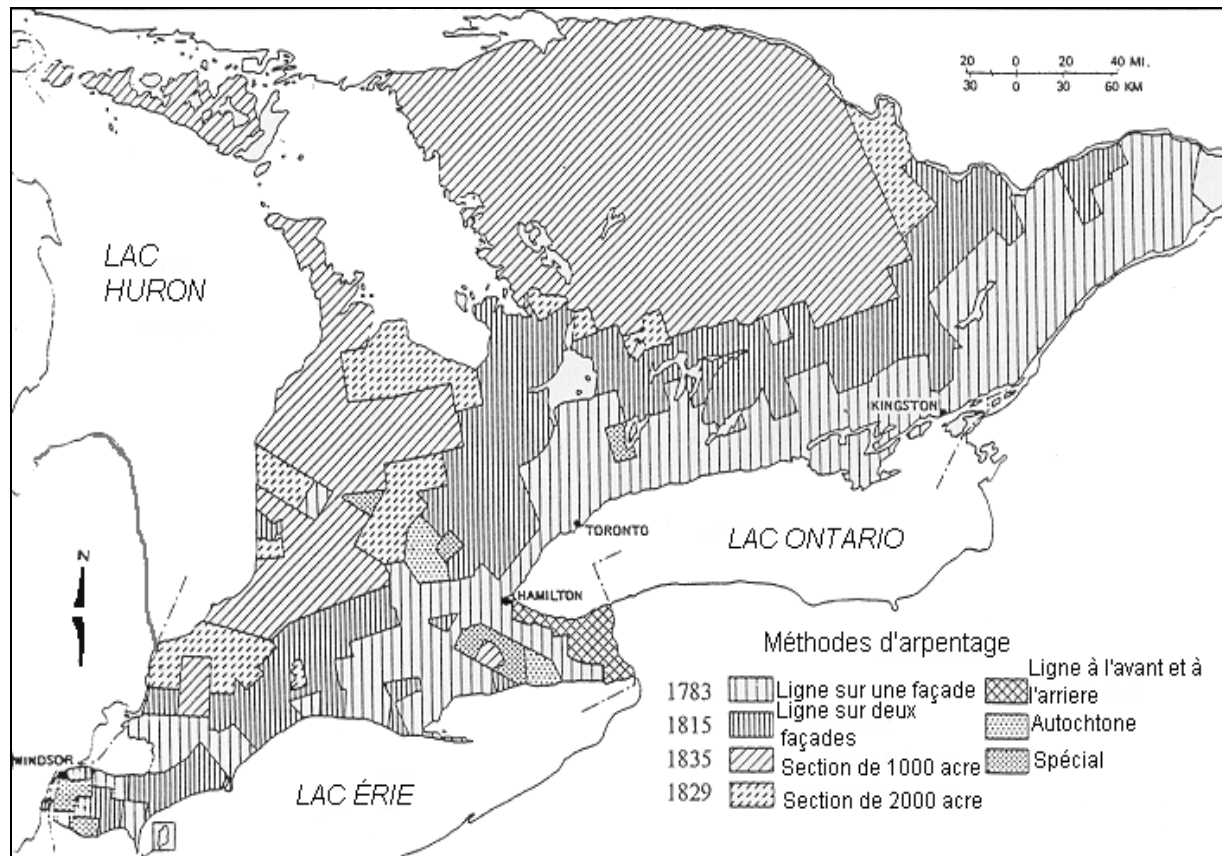 20 0 20 40 MI.
30 0 30 60 KM
LAC
HURON
KINGSTON
TORONTO
LAC ONTARIO
N
HAMILTON
Méthodes d'arpentage
1783 Ligne sur une façade
1815 Ligne sur deux
façades
1835 Section de 1000 acre
1829 Section de 2000 acre
Ligne à l'avant et à
l'arriere
Autochtone
Spécial
WINDSOR
LAC ÉRIE